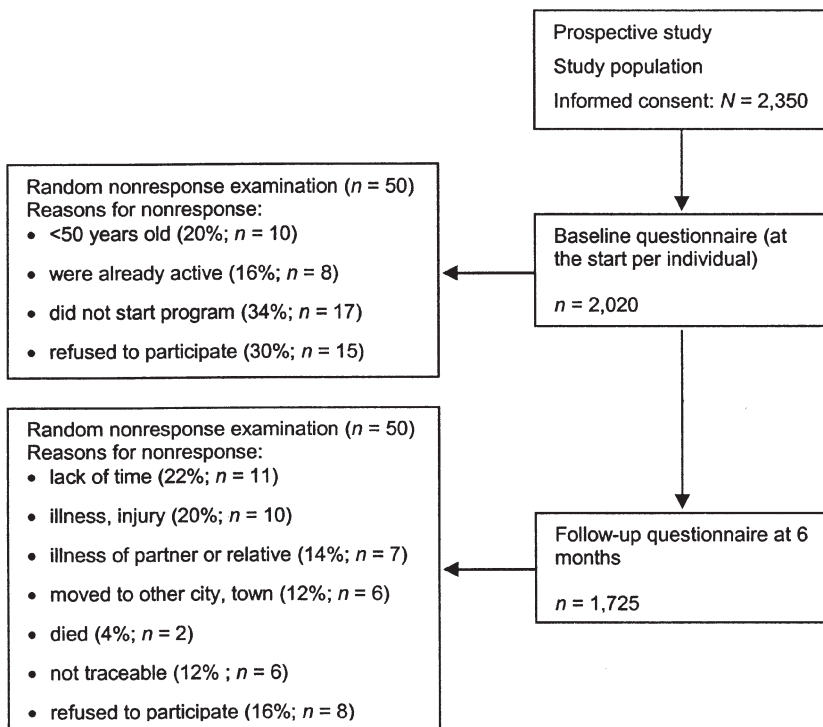 Prospective study
Study population
Informed consent: N = 2,350
Random nonresponse examination (n = 50)
Reasons for nonresponse:
• <50 years old (20%; n = 10)
• were already active (16%; n = 8)
• did not start program (34%; n = 17)
• refused to participate (30%; n = 15)
Baseline questionnaire (at
the start per individual)
n = 2,020
Random nonresponse examination (n = 50)
Reasons for nonresponse:
• lack of time (22%; n = 11)
• illness, injury (20%; n = 10)
• illness of partner or relative (14%; n = 7)
• moved to other city, town (12%; n = 6)
• died (4%; n = 2)
• not traceable (12% ; n = 6)
• refused to participate (16%; n = 8)
Follow-up questionnaire at 6
months
n = 1,725